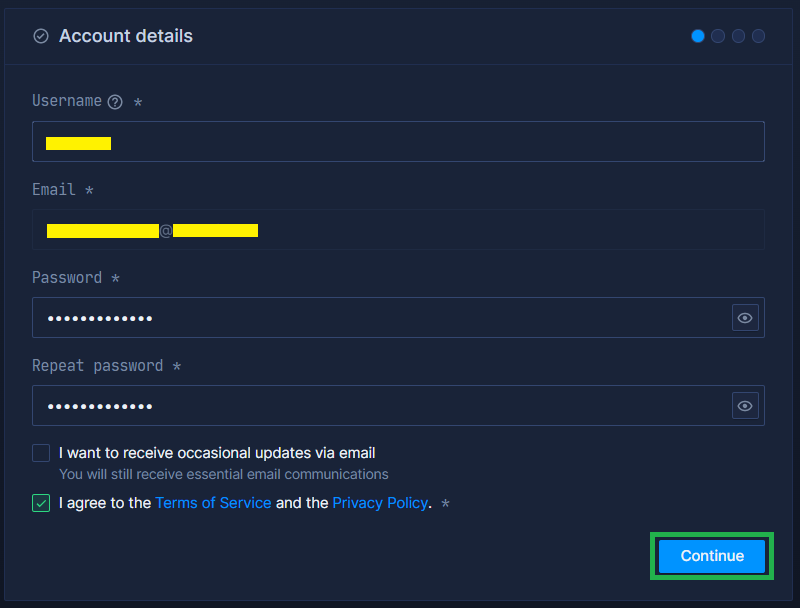 Account details
Username ? *
Email *
@
Password *
•••••••••••••
Repeat password *
•••••••••••••
I want to receive occasional updates via email
You will still receive essential email communications
I agree to the Terms of Service and the Privacy Policy. *
Continue